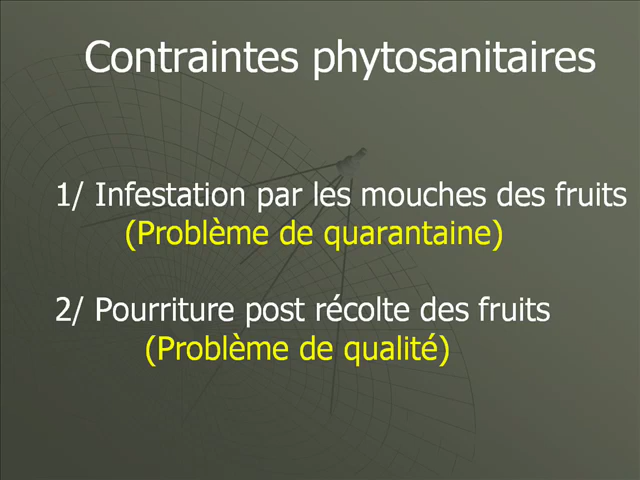 Contraintes phytosanitaires
1/ Infestation par les mouches des fruits
(Problème de quarantaine)
2/ Pourriture post récolte des fruits
(Problème de qualité)